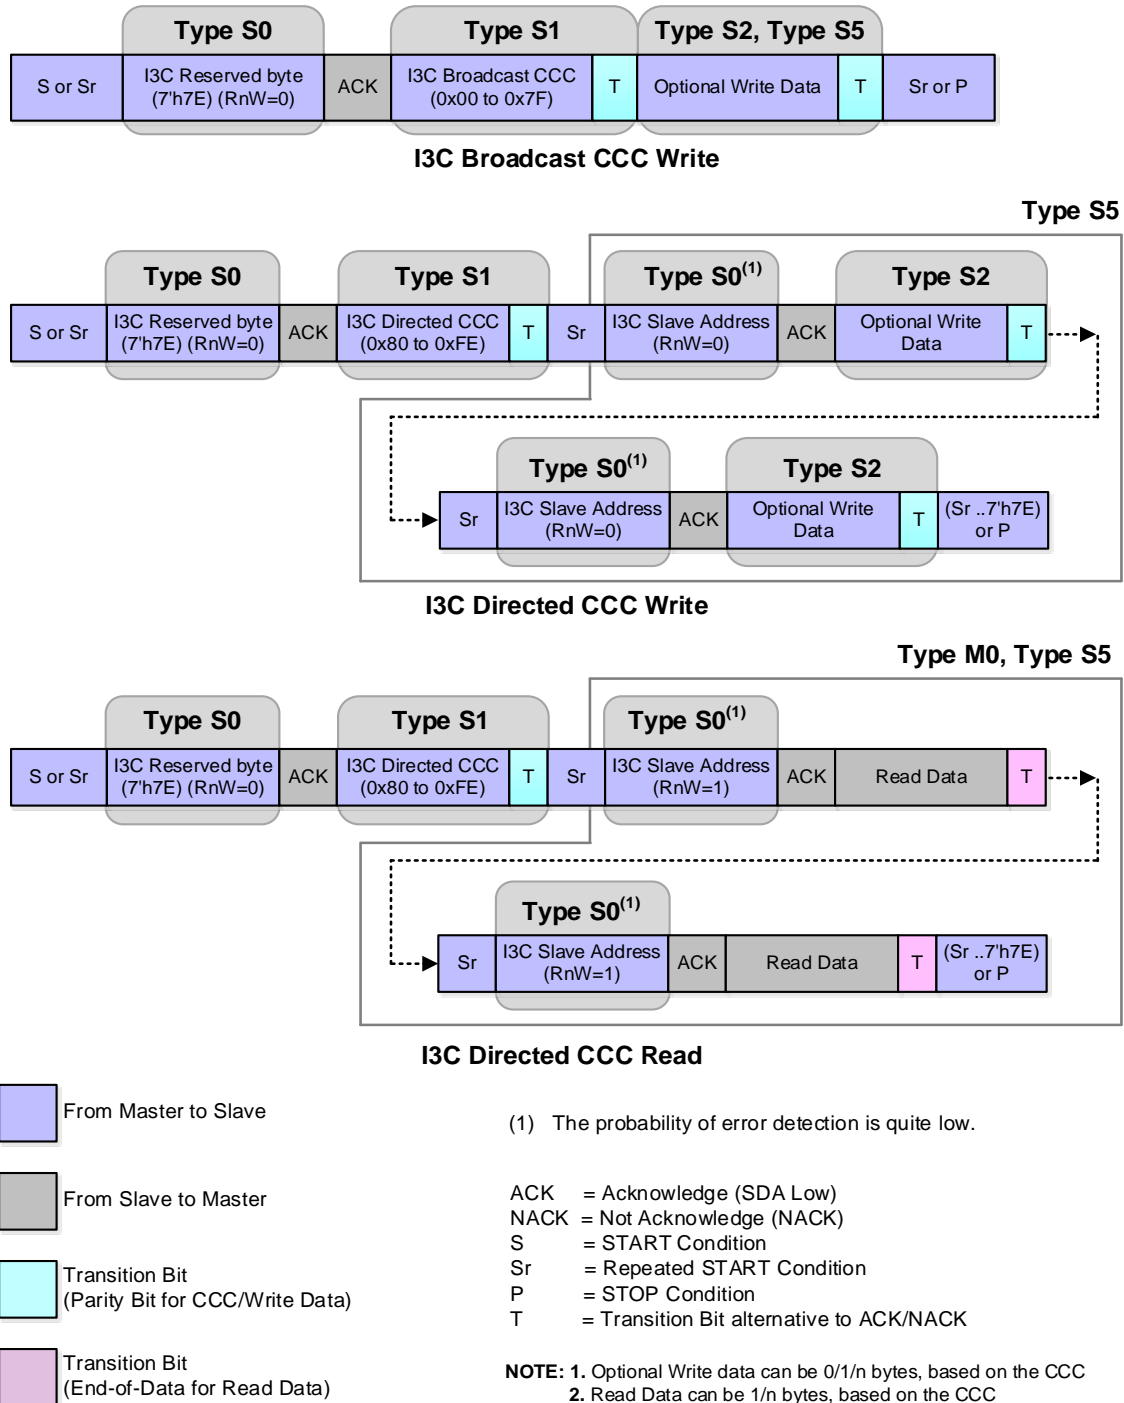 Type S0 Type S1 Type S2, Type S5
S or Sr I3C Reserved byte (7'h7E) (RnW=0) ACK I3C Broadcast CCC (0x00 to 0x7F) T Optional Write Data T Sr or P
I3C Broadcast CCC Write
Type S5
Type S0 Type S1 Type S0(1) Type S2
S or Sr I3C Reserved byte (7'h7E) (RnW=0) ACK I3C Directed CCC (0x80 to 0xFE) T Sr I3C Slave Address (RnW=0) ACK Optional Write Data T
Type S0(1) Type S2
Sr I3C Slave Address (RnW=0) ACK Optional Write Data T (Sr ..7'h7E) or P
I3C Directed CCC Write
Type M0, Type S5
Type S0 Type S1 Type S0(1)
S or Sr I3C Reserved byte (7'h7E) (RnW=0) ACK I3C Directed CCC (0x80 to 0xFE) T Sr I3C Slave Address (RnW=1) ACK Read Data T
Type S0(1)
Sr I3C Slave Address (RnW=1) ACK Read Data T (Sr ..7'h7E) or P
I3C Directed CCC Read
From Master to Slave
From Slave to Master
Transition Bit
(Parity Bit for CCC/Write Data)
Transition Bit
(End-of-Data for Read Data)
(1) The probability of error detection is quite low.
ACK = Acknowledge (SDA Low)
NACK = Not Acknowledge (NACK)
S = START Condition
Sr = Repeated START Condition
P = STOP Condition
T = Transition Bit alternative to ACK/NACK
NOTE: 1. Optional Write data can be 0/1/n bytes, based on the CCC
2. Read Data can be 1/n bytes, based on the CCC